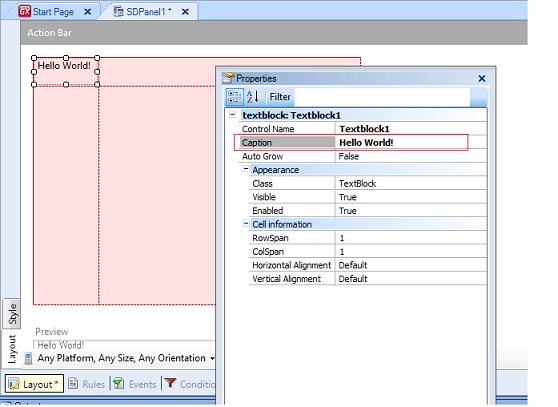 GX Start Page
SDPanel1 *
Action Bar
Hello World!
Properties
Filter
textblock: Textblock1
Control Name Textblock1
Caption Hello World!
Auto Grow False
Appearance
Class TextBlock
Visible True
Enabled True
Cell information
RowSpan 1
ColSpan 1
Horizontal Alignment Default
Vertical Alignment Default
Style
Layout
Preview
Hello World!
Any Platform, Any Size, Any Orientation
Layout * Rules Events Conditio